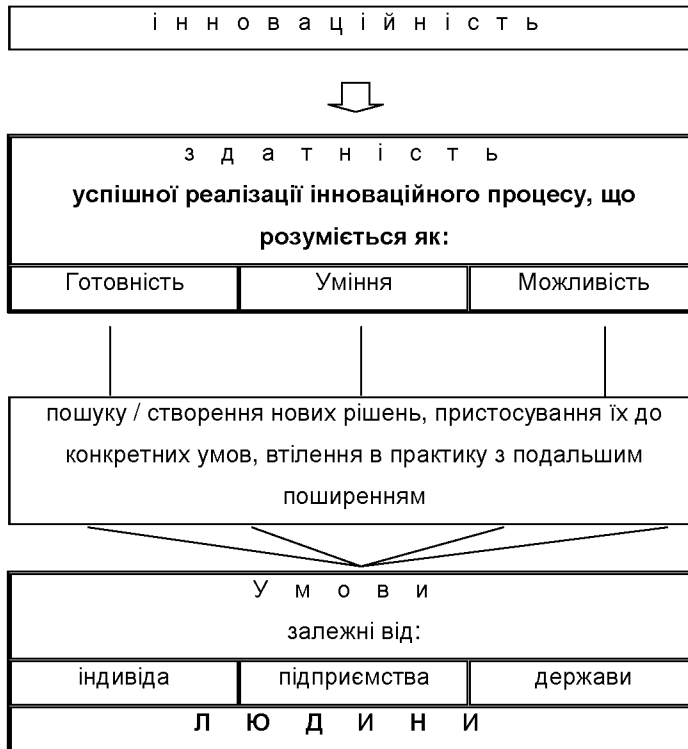 і н н о в а ц і й н і с т ь
з д а т н і с т ь
успішної реалізації інноваційного процесу, що
розуміється як:
Готовність Уміння Можливість
пошуку / створення нових рішень, пристосування їх до
конкретних умов, втілення в практику з подальшим
поширенням
У м о в и
залежні від:
індивіда підприємства держави
Л Ю Д И Н И